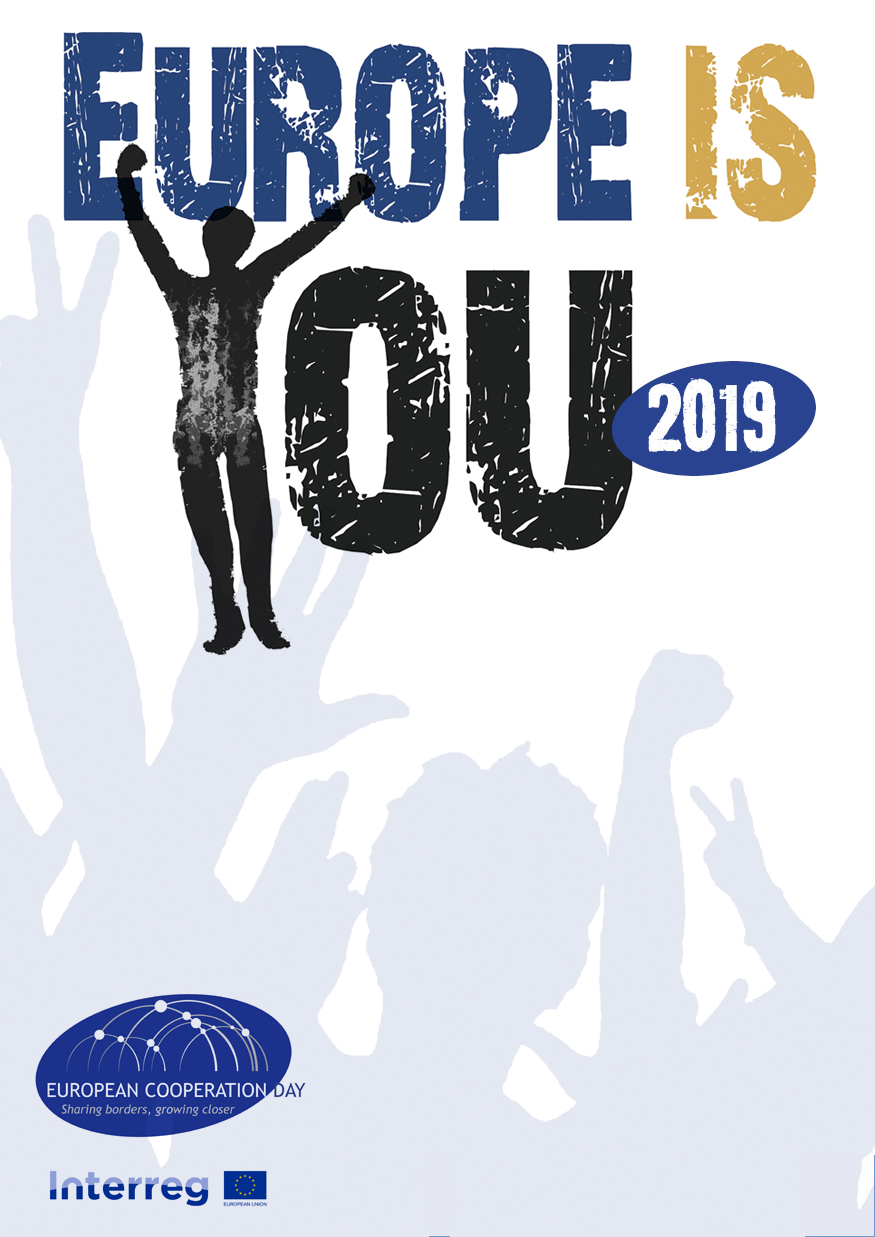 EUROPE IS
YOU
2019
EUROPEAN COOPERATION DAY
Sharing borders, growing closer
Interreg
EUROPEAN UNION